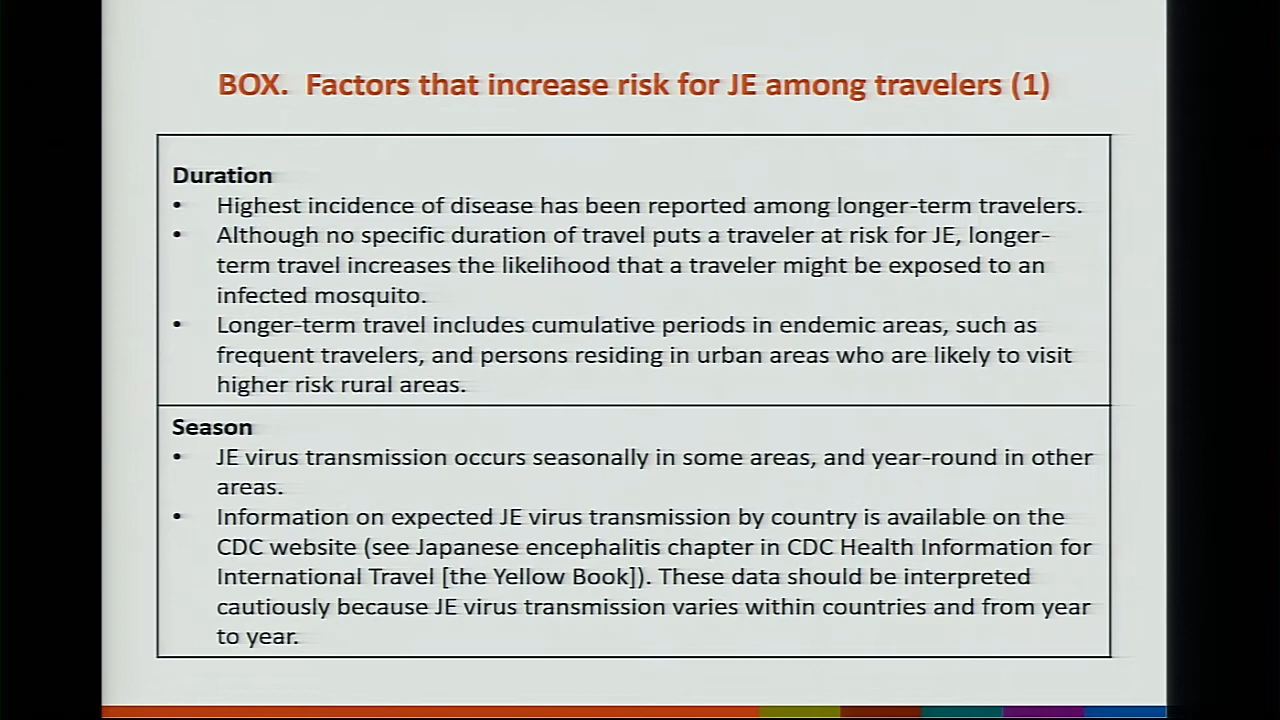 BOX.  Factors that increase risk for JE among travelers (1)
Duration
• Highest incidence of disease has been reported among longer-term travelers.
• Although no specific duration of travel puts a traveler at risk for JE, longer-
term travel increases the likelihood that a traveler might be exposed to an
infected mosquito.
• Longer-term travel includes cumulative periods in endemic areas, such as
frequent travelers, and persons residing in urban areas who are likely to visit
higher risk rural areas.
Season
• JE virus transmission occurs seasonally in some areas, and year-round in other
areas.
• Information on expected JE virus transmission by country is available on the
CDC website (see Japanese encephalitis chapter in CDC Health Information for
International Travel [the Yellow Book]). These data should be interpreted
cautiously because JE virus transmission varies within countries and from year
to year.